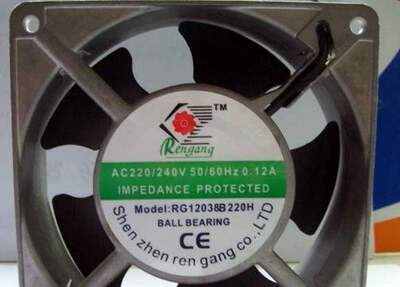 TM
Rengang
AC220/240V 50/60Hz 0.12A
IMPEDANCE PROTECTED
Model:RG12038B220H
BALL BEARING
CE
Shen zhen ren gang co.,LTD